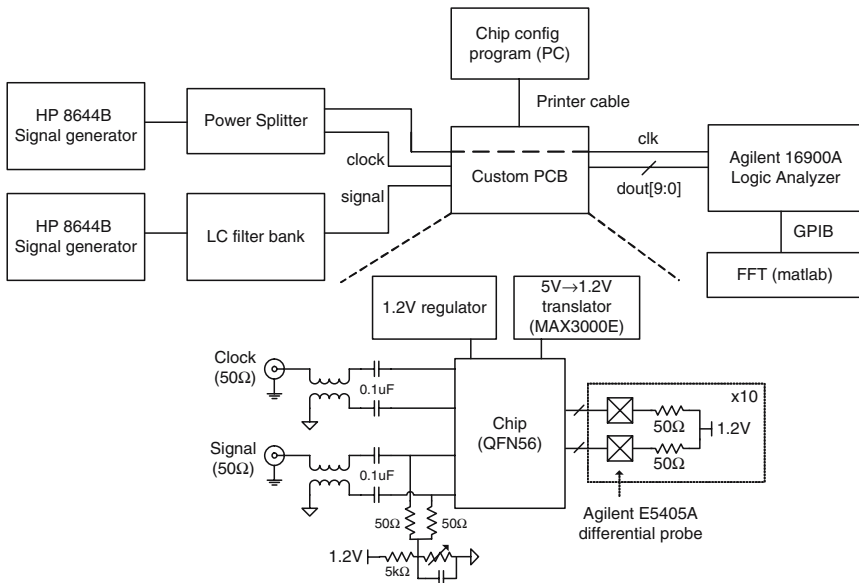 Chip config
program (PC)
Printer cable
HP 8644B
Signal generator
Power Splitter
clock
signal
Custom PCB
clk
dout[9:0]
Agilent 16900A
Logic Analyzer
HP 8644B
Signal generator
LC filter bank
GPIB
FFT (matlab)
1.2V regulator
5V→1.2V
translator
(MAX3000E)
Clock
(50Ω)
0.1uF
Chip
(QFN56)
x10
50Ω
1.2V
50Ω
Signal
(50Ω)
0.1uF
50Ω
50Ω
1.2V
5kΩ
Agilent E5405A
differential probe